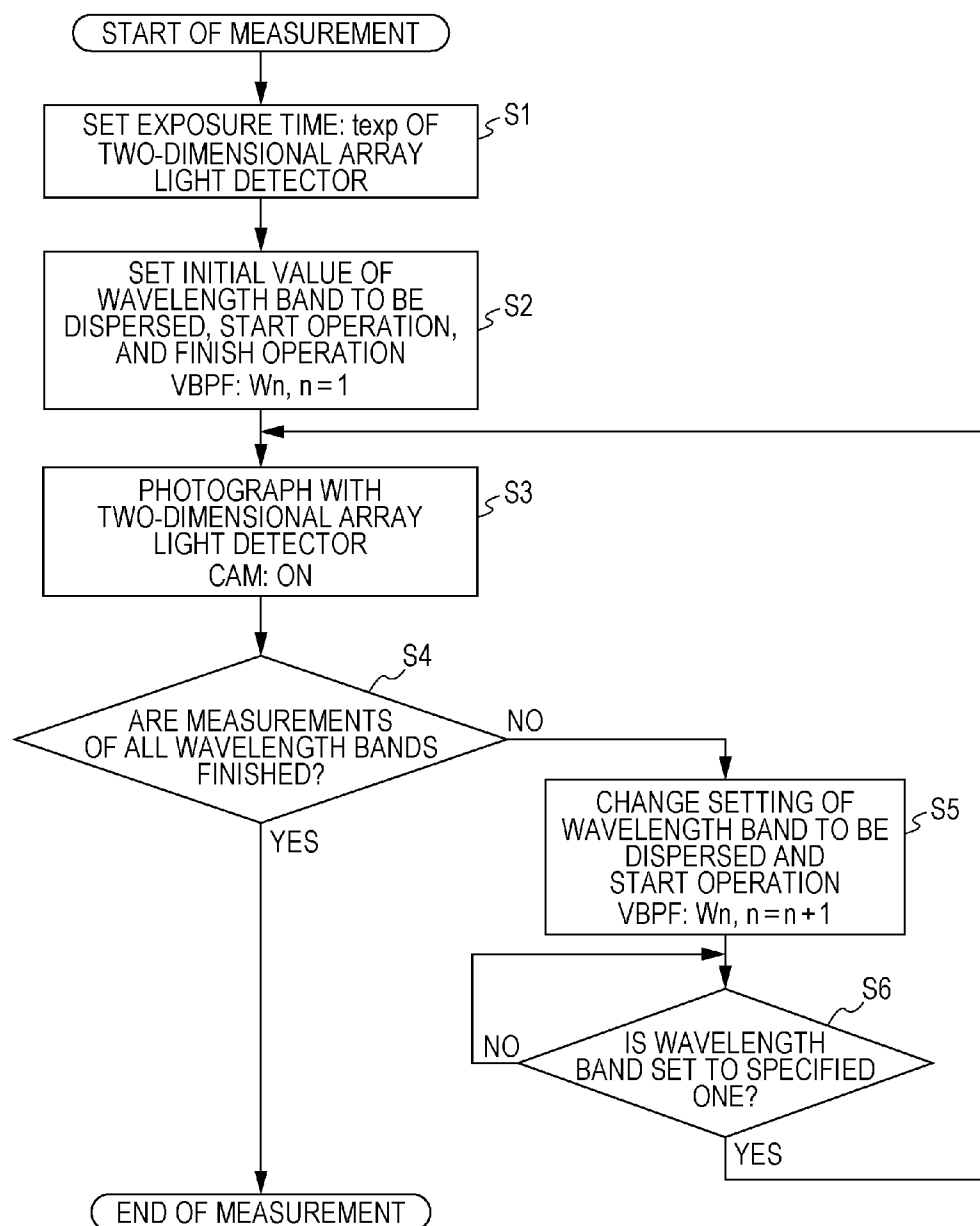 START OF MEASUREMENT
SET EXPOSURE TIME: texp OF
TWO-DIMENSIONAL ARRAY
LIGHT DETECTOR
S1
SET INITIAL VALUE OF
WAVELENGTH BAND TO BE
DISPERSED, START OPERATION,
AND FINISH OPERATION
VBPF: Wn, n = 1
S2
PHOTOGRAPH WITH
TWO-DIMENSIONAL ARRAY
LIGHT DETECTOR
CAM: ON
S3
S4
ARE MEASUREMENTS
OF ALL WAVELENGTH BANDS
FINISHED?
NO
YES
CHANGE SETTING OF
WAVELENGTH BAND TO BE
DISPERSED AND
START OPERATION
VBPF: Wn, n = n + 1
S5
S6
IS WAVELENGTH
BAND SET TO SPECIFIED
ONE?
NO
YES
END OF MEASUREMENT